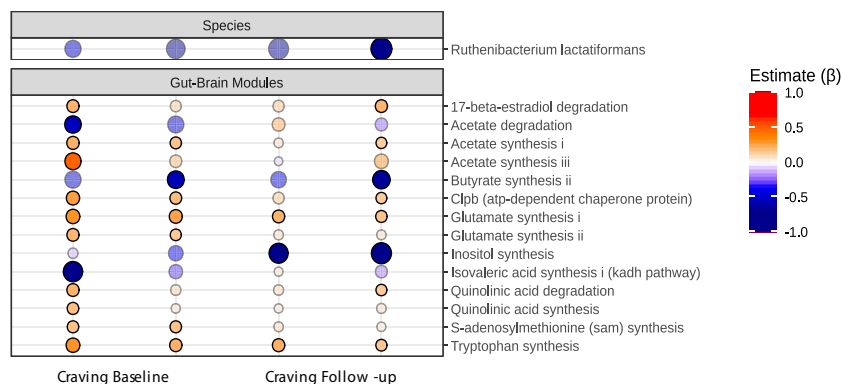 Species
Ruthenibacterium lactatiformans
Gut-Brain Modules
17-beta-estradiol degradation
Acetate degradation
Acetate synthesis i
Acetate synthesis iii
Butyrate synthesis ii
Clpb (atp-dependent chaperone protein)
Glutamate synthesis i
Glutamate synthesis ii
Inositol synthesis
Isovaleric acid synthesis i (kadh pathway)
Quinolinic acid degradation
Quinolinic acid synthesis
S-adenosylmethionine (sam) synthesis
Tryptophan synthesis
Craving Baseline
Craving Follow -up
Estimate (β)
1.0
0.5
0.0
-0.5
-1.0